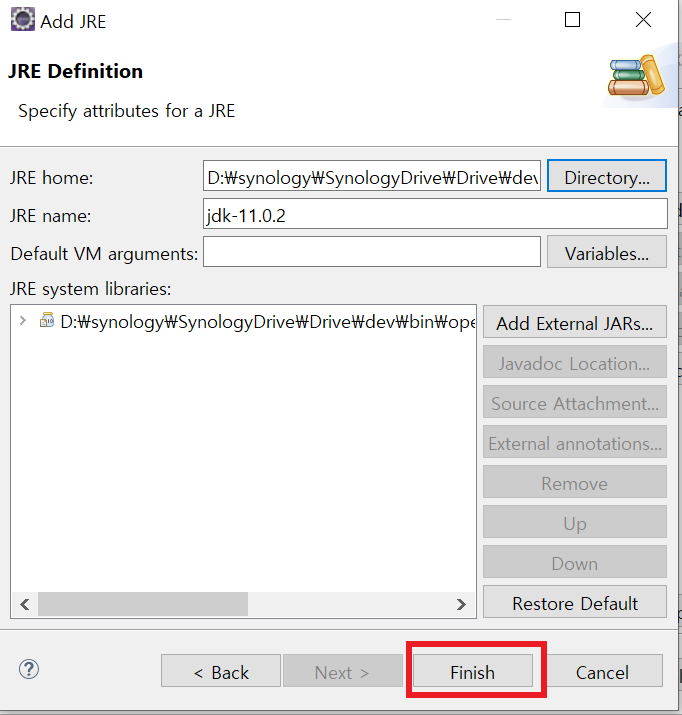 Add JRE
JRE Definition
Specify attributes for a JRE
JRE home: D:₩synology₩SynologyDrive₩Drive₩dev Directory...
JRE name: jdk-11.0.2
Default VM arguments: Variables...
JRE system libraries:
D:₩synology₩SynologyDrive₩Drive₩dev₩bin₩ope Add External JARs...
Javadoc Location...
Source Attachment...
External annotations...
Remove
Up
Down
Restore Default
? < Back Next > Finish Cancel